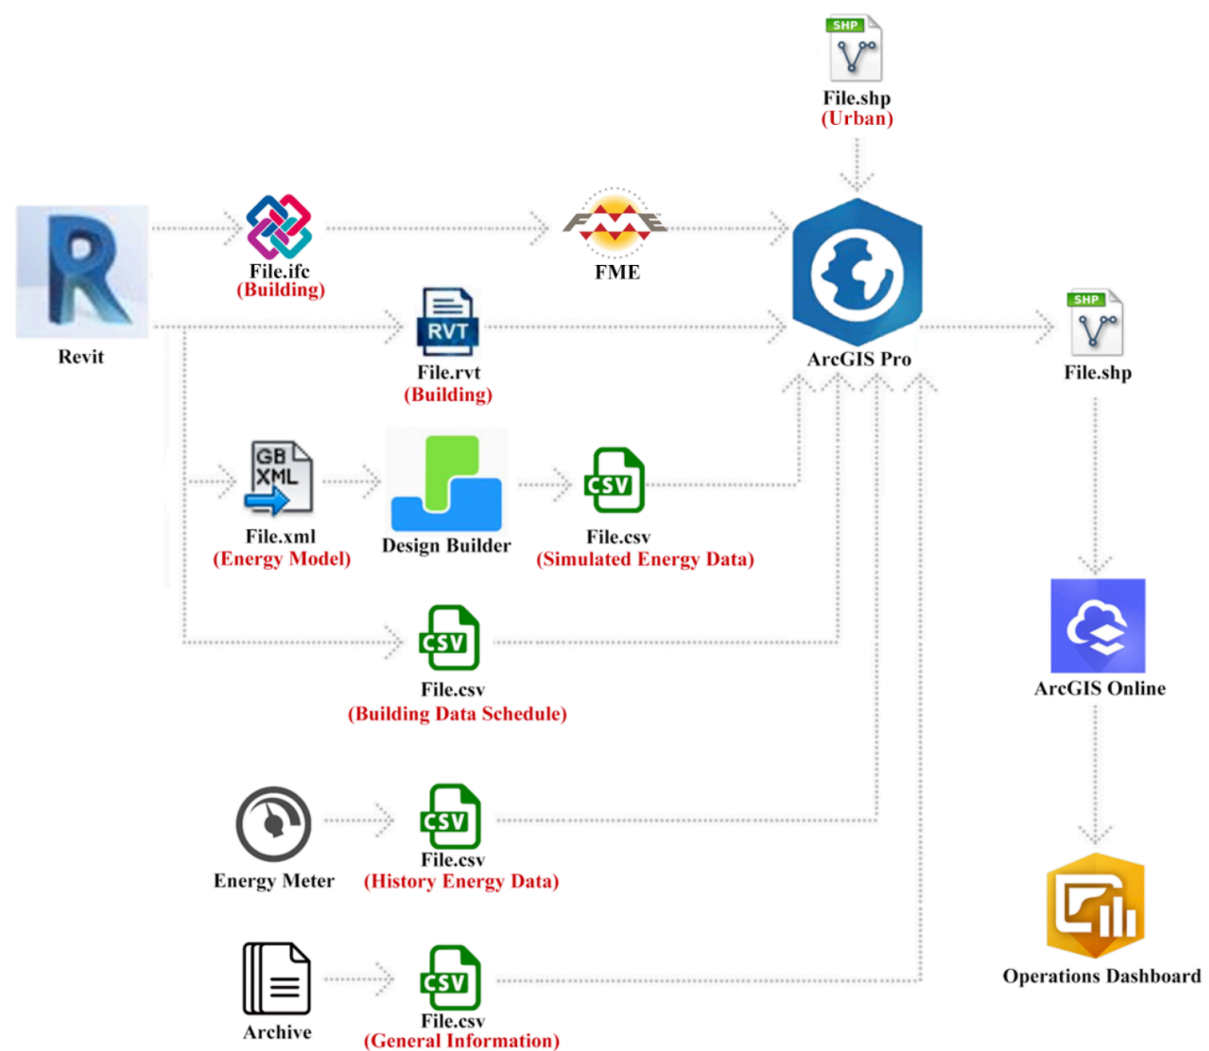 SHP
File.shp
(Urban)
R
FME
File.ifc
(Building)
FME
Revit
RVT
File.rvt
(Building)
ArcGIS Pro
SHP
File.shp
GB
XML
File.xml
(Energy Model)
Design Builder
CSV
File.csv
(Simulated Energy Data)
CSV
File.csv
(Building Data Schedule)
ArcGIS Online
Energy Meter
CSV
File.csv
(History Energy Data)
Operations Dashboard
Archive
CSV
File.csv
(General Information)